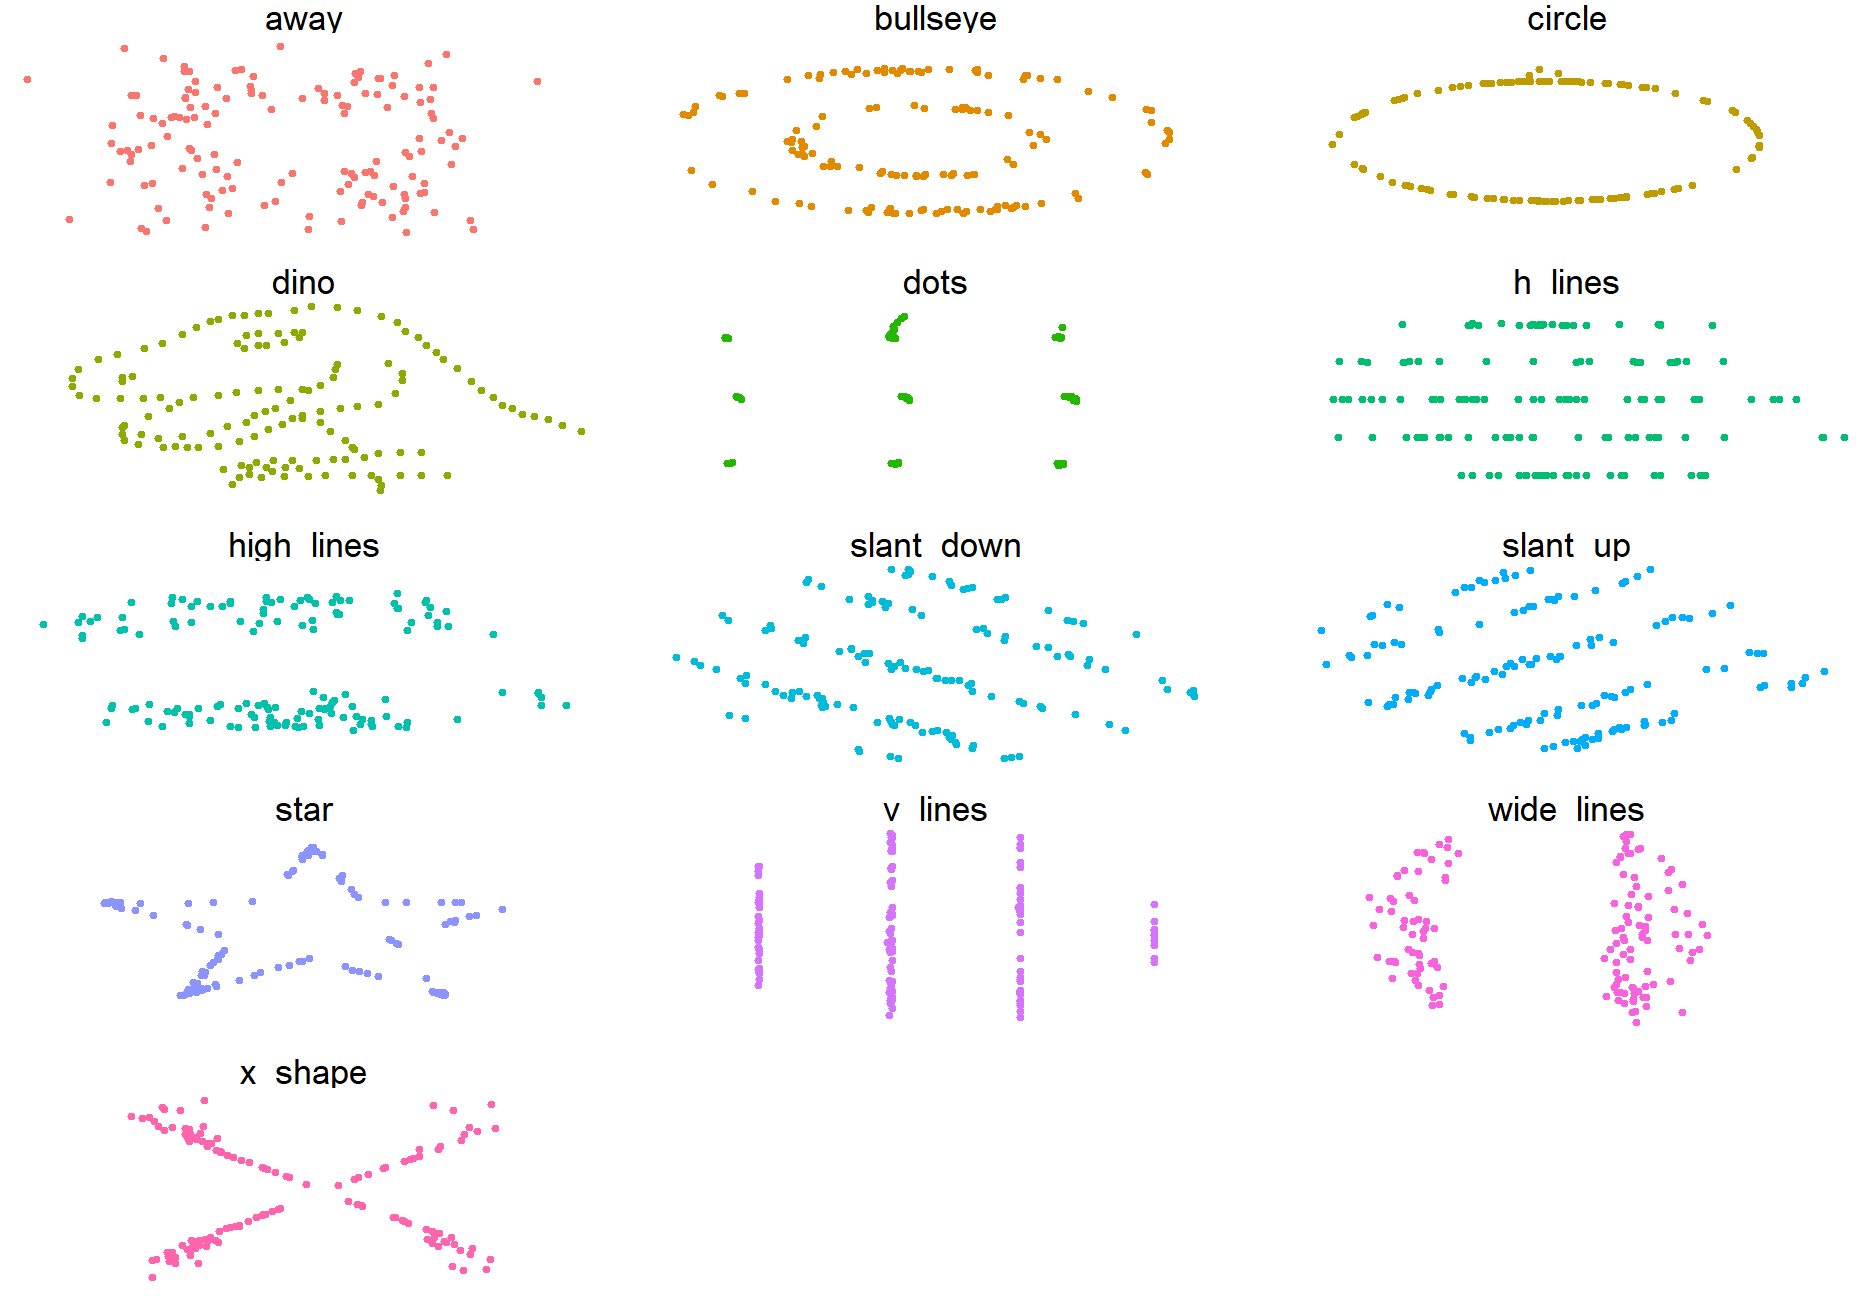 away
bullseye
circle
dino
dots
h_lines
high_lines
slant_down
slant_up
star
v_lines
wide_lines
x_shape